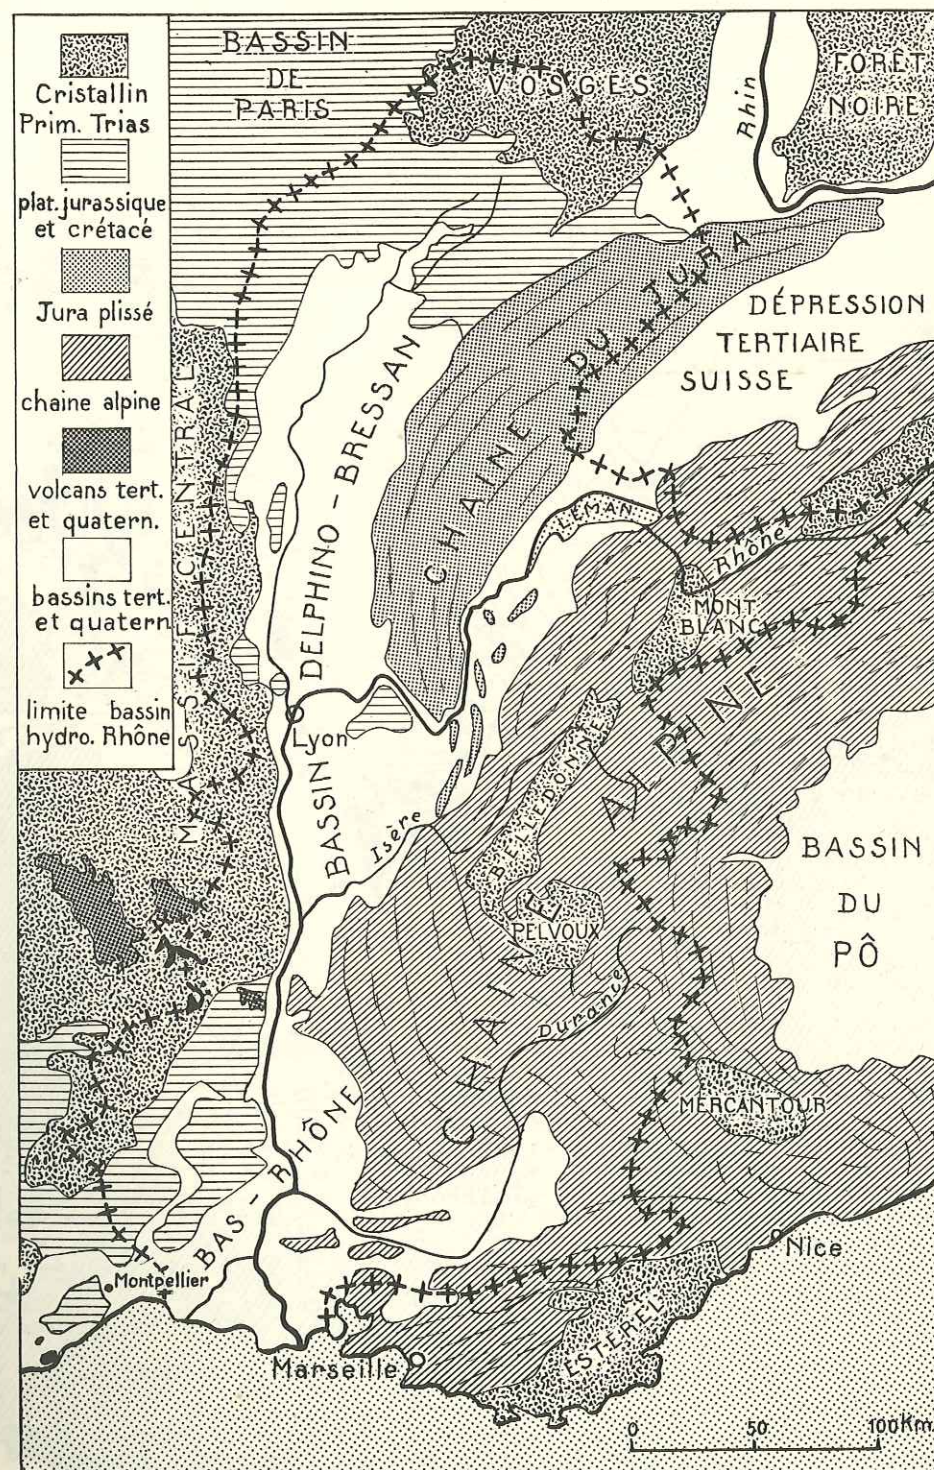 Cristallin
Prim. Trias
plat. jurassique
et crétacé
Jura plissé
chaine alpine
volcans tert.
et quatern.
bassins tert.
et quatern.
limite bassin
hydro. Rhône
BASSIN
DE
PARIS
VOSGES
Rhin
FORÊT
NOIRE
CHAINE DU JURA
DÉPRESSION
TERTIAIRE
SUISSE
MASSIF CENTRAL
BASSIN DELPHINO-BRESSAN
LÉMAN
Rhône
MONT
BLANC
Lyon
Isère
BELLEDONNE
CHAINE ALPINE
PELVOUX
BASSIN
DU
PÔ
Durance
MERCANTOUR
BAS-RHÔNE
Montpellier
Nice
Marseille
ESTÉREL
0 50 100Km